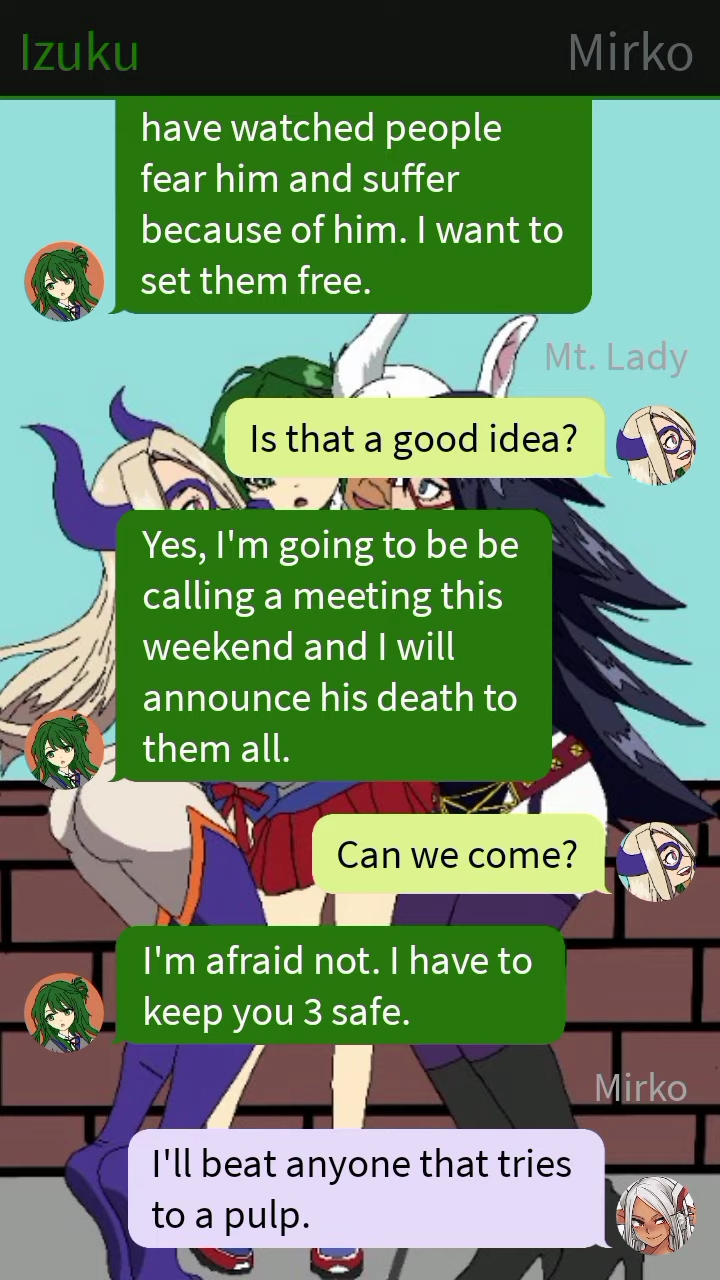 Izuku
Mirko
have watched people
fear him and suffer
because of him. I want to
set them free.
Mt. Lady
Is that a good idea?
Yes, I'm going to be be
calling a meeting this
weekend and I will
announce his death to
them all.
Can we come?
I'm afraid not. I have to
keep you 3 safe.
Mirko
I'll beat anyone that tries
to a pulp.